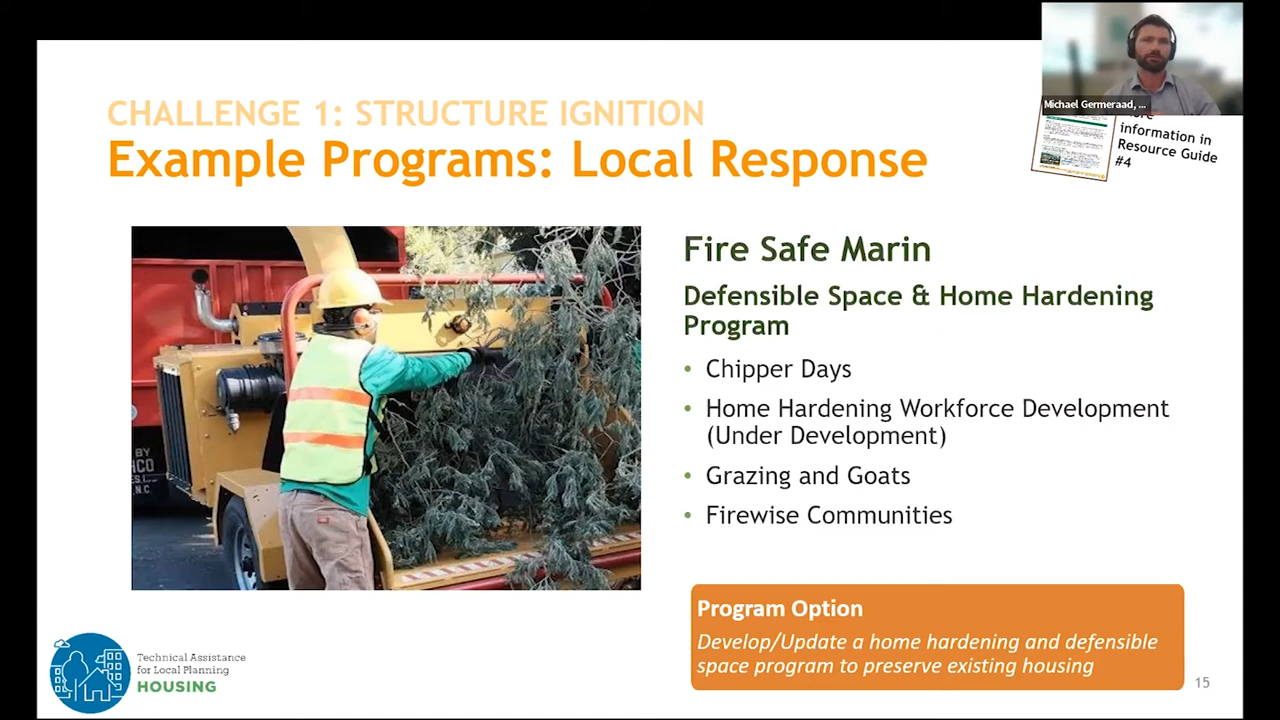 CHALLENGE 1: STRUCTURE IGNITION
Example Programs: Local Response
Michael Germeraad, ...
information in
Resource Guide
#4
Fire Safe Marin
Defensible Space & Home Hardening
Program
• Chipper Days
• Home Hardening Workforce Development
(Under Development)
• Grazing and Goats
• Firewise Communities
BY
N.C.
Program Option
Develop/Update a home hardening and defensible
space program to preserve existing housing
Technical Assistance
for Local Planning
HOUSING
15